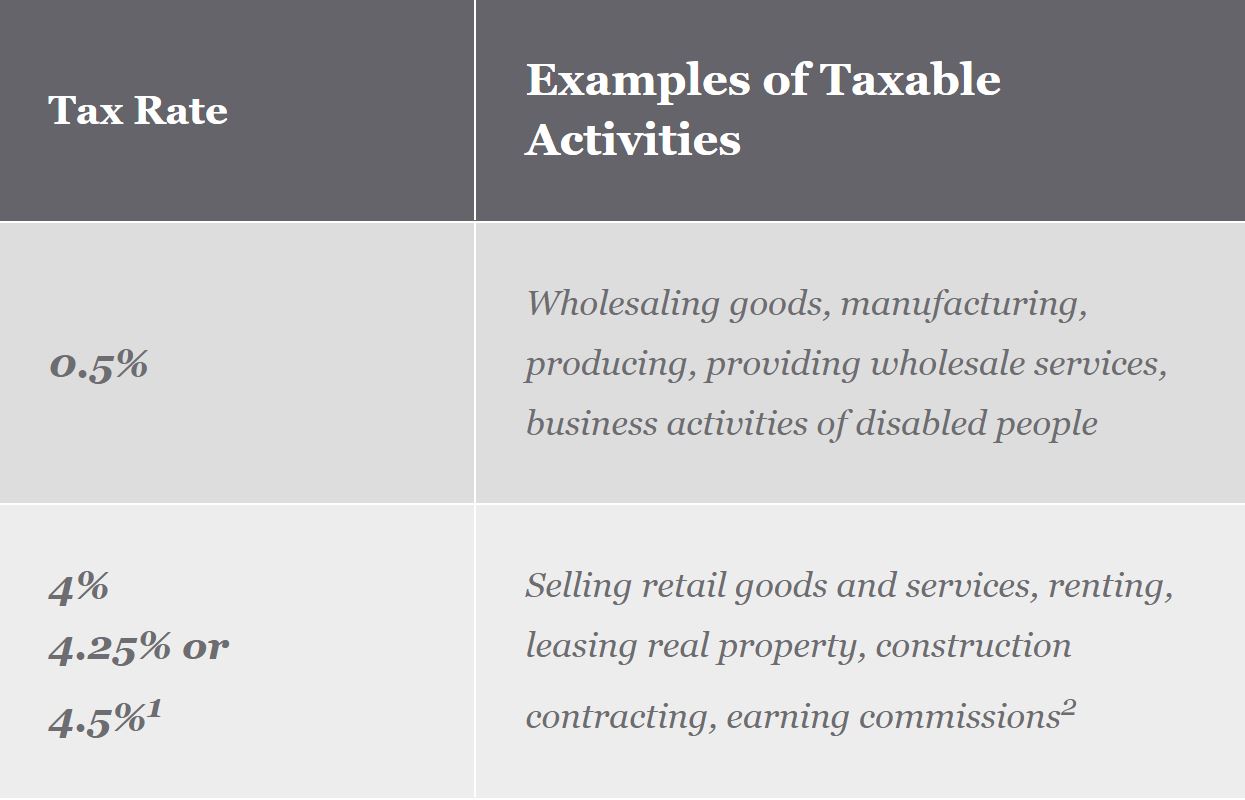 Tax Rate
Examples of Taxable
Activities
0.5%
Wholesaling goods, manufacturing,
producing, providing wholesale services,
business activities of disabled people
4%
4.25% or
4.5%¹
Selling retail goods and services, renting,
leasing real property, construction
contracting, earning commissions²